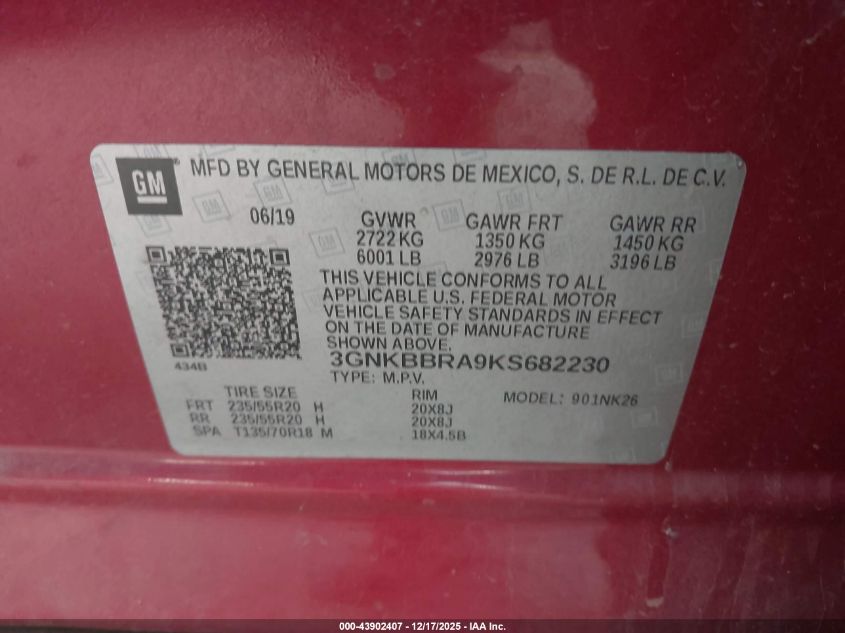 GM
MFD BY GENERAL MOTORS DE MEXICO, S. DE R.L. DE C.V.
06/19 GVWR GAWR FRT GAWR RR
2722 KG 1350 KG 1450 KG
6001 LB 2976 LB 3196 LB
THIS VEHICLE CONFORMS TO ALL
APPLICABLE U.S. FEDERAL MOTOR
VEHICLE SAFETY STANDARDS IN EFFECT
ON THE DATE OF MANUFACTURE
SHOWN ABOVE.
434B
3GNKBBRA9KS682230
TYPE: M.P.V.
TIRE SIZE RIM MODEL: 901NK26
FRT 235/55R20 H 20X8J
RR 235/55R20 H 20X8J
SPA T135/70R18 M 18X4.5B
000-43902407 - 12/17/2025 - IAA Inc.